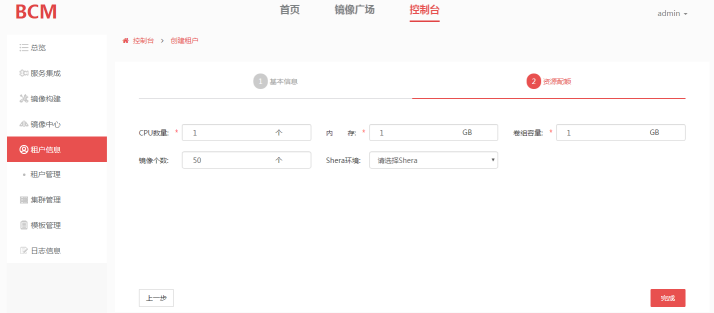 BCM
首页 镜像广场 控制台
admin
控制台 > 创建租户
总览
服务集成
镜像构建
镜像中心
租户信息
租户管理
集群管理
模板管理
日志信息
1 基本信息
2 资源配额
CPU数量: * 1 个
内 存: * 1 GB
卷组容量: * 1 GB
镜像个数: 50 个
Shera环境: 请选择Shera
上一步
完成